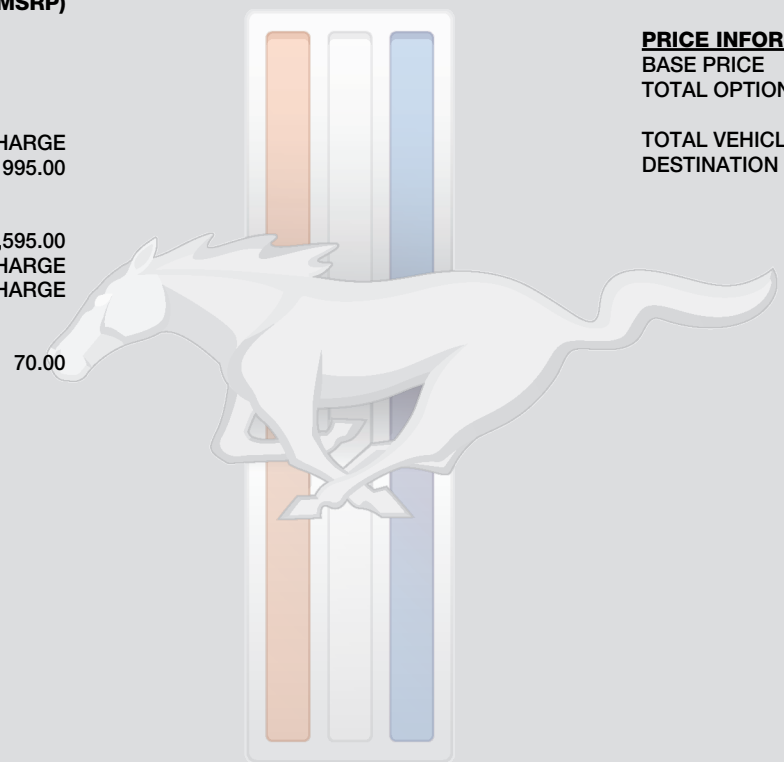 MSRP)
HARGE
995.00
,595.00
HARGE
HARGE
70.00
PRICE INFOR
BASE PRICE
TOTAL OPTION
TOTAL VEHICL
DESTINATION